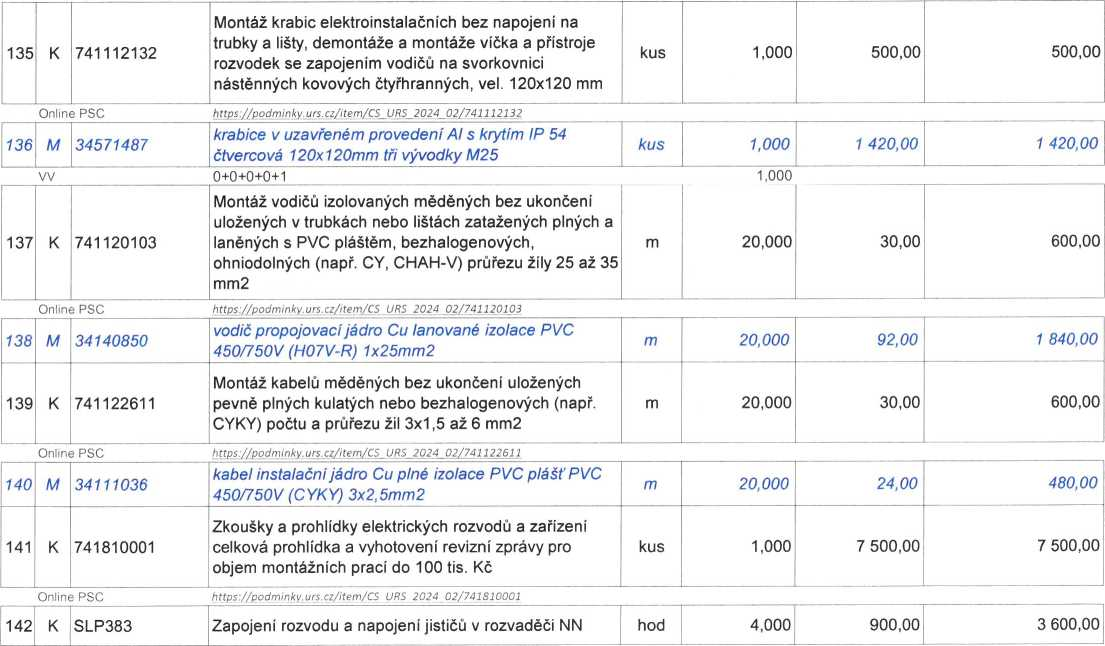 Montáž krabic elektroinstalačních bez napojení na
trubky a lišty, demontáže a montáže víčka a přístroje
135 K 741112132 rozvodek se zapojením vodičů na svorkovnici kus 1,000 500,00 500,00
nástěnných kovových čtyřhranných, vel. 120x120 mm
Online PSC https://podminky.urs.cz/item/CS_URS_2024_02/741112132
136 M 34571487 krabice v uzavřeném provedení Al s krytím IP 54 kus 1,000 1 420,00 1 420,00
čtvercová 120x120mm tři vývodky M25
VV 0+0+0+0+1 1,000
Montáž vodičů izolovaných měděných bez ukončení
uložených v trubkách nebo lištách zatažených plných a
137 K 741120103 laněných s PVC pláštěm, bezhalogenových, m 20,000 30,00 600,00
ohniodolných (např. CY, CHAH-V) průřezu žíly 25 až 35
mm2
Online PSC https://podminky.urs.cz/item/CS_URS_2024_02/741120103
138 M 34140850 vodič propojovací jádro Cu lanované izolace PVC m 20,000 92,00 1 840,00
450/750V (H07V-R) 1x25mm2
Montáž kabelů měděných bez ukončení uložených
139 K 741122611 pevně plných kulatých nebo bezhalogenových (např. m 20,000 30,00 600,00
CYKY) počtu a průřezu žil 3x1,5 až 6 mm2
Online PSC https://podminky.urs.cz/item/CS_URS_2024_02/741122611
140 M 34111036 kabel instalační jádro Cu plné izolace PVC plášť PVC m 20,000 24,00 480,00
450/750V (CYKY) 3x2,5mm2
Zkoušky a prohlídky elektrických rozvodů a zařízení
141 K 741810001 celková prohlídka a vyhotovení revizní zprávy pro kus 1,000 7 500,00 7 500,00
objem montážních prací do 100 tis. Kč
Online PSC https://podminky.urs.cz/item/CS_URS_2024_02/741810001
142 K SLP383 Zapojení rozvodu a napojení jističů v rozvaděči NN hod 4,000 900,00 3 600,00